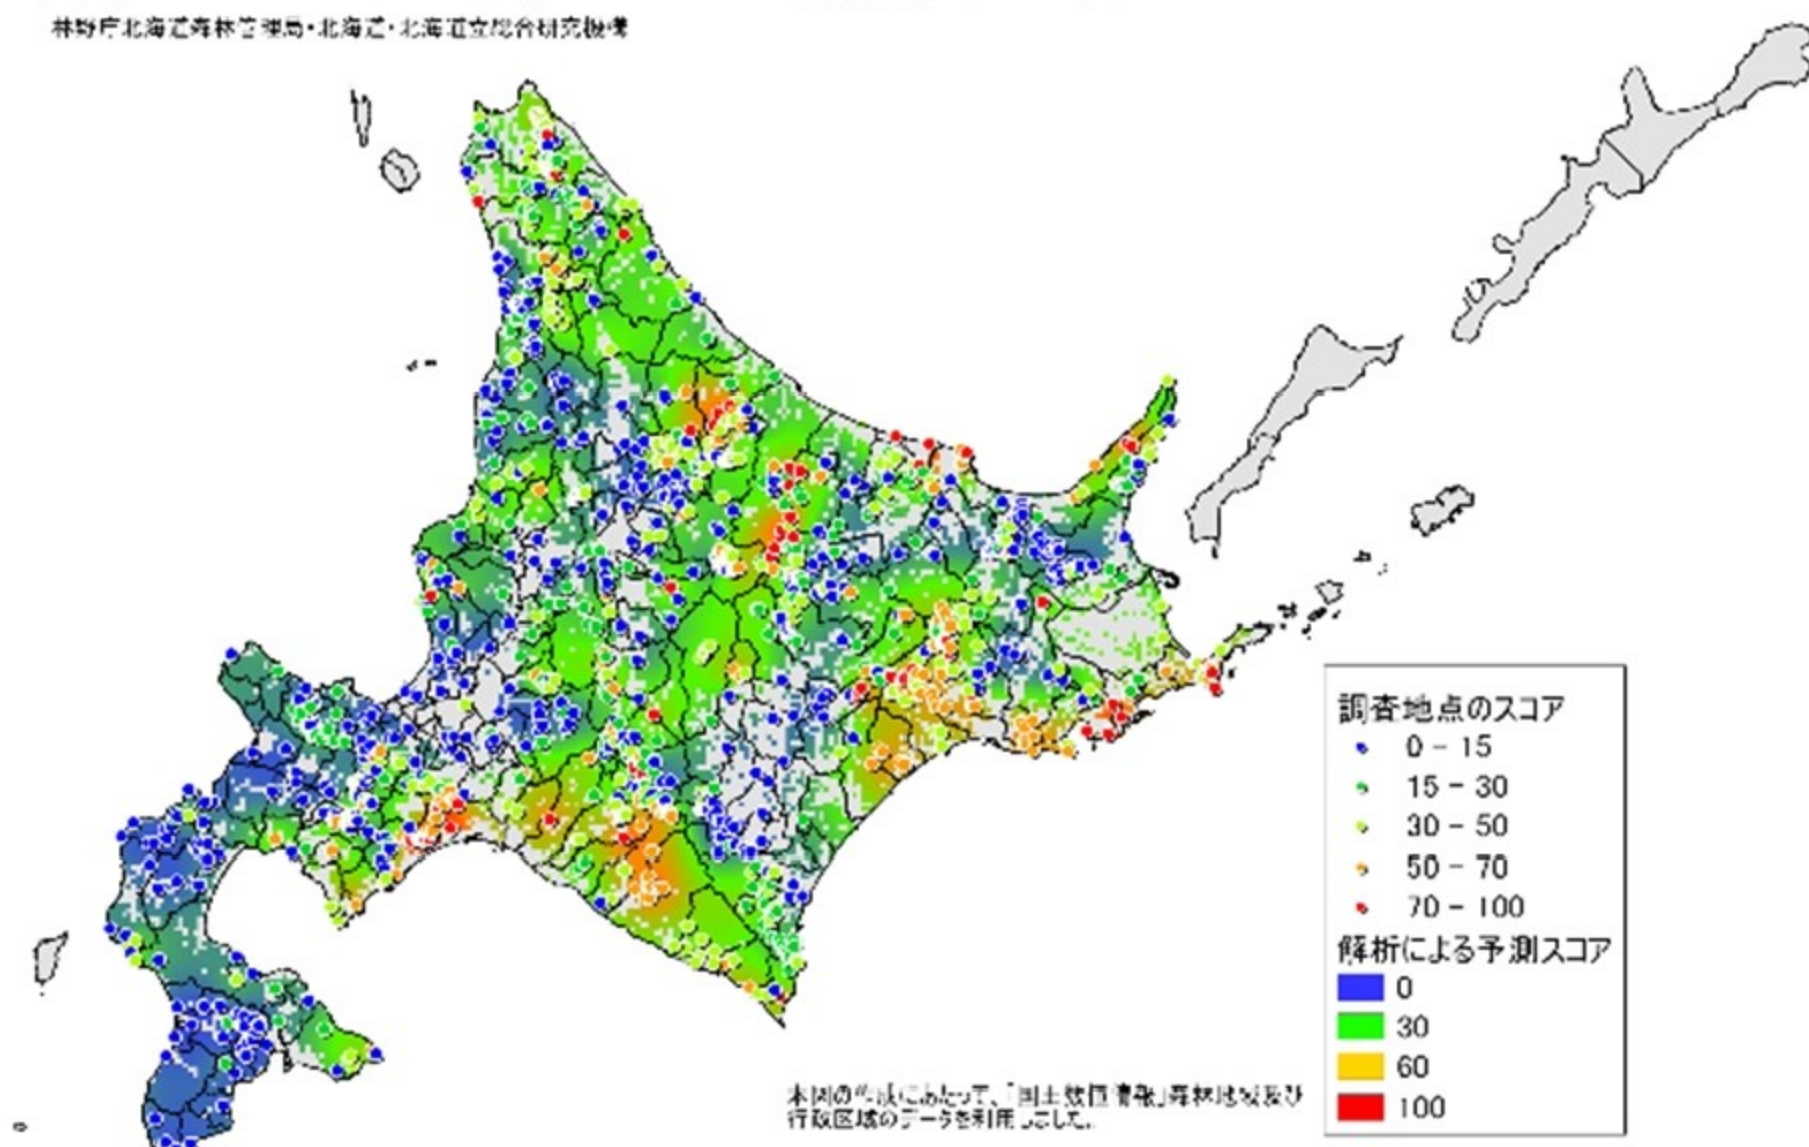 林野庁北海道森林管理局・北海道・北海道立総合研究機構
調査地点のスコア
0 - 15
15 - 30
30 - 50
50 - 70
70 - 100
解析による予測スコア
0
30
60
100
本図の作成にあたって、「国土数値情報」森林地域及び
行政区域のデータを利用しました。